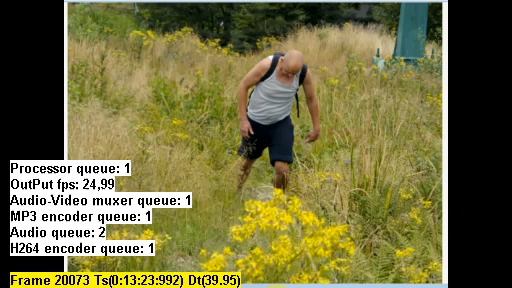 Processor queue: 1
OutPut fps: 24,99
Audio-Video muxer queue: 1
MP3 encoder queue: 1
Audio queue: 2
H264 encoder queue: 1
Frame 20073 Ts(0:13:23:992) Dt(39.95)